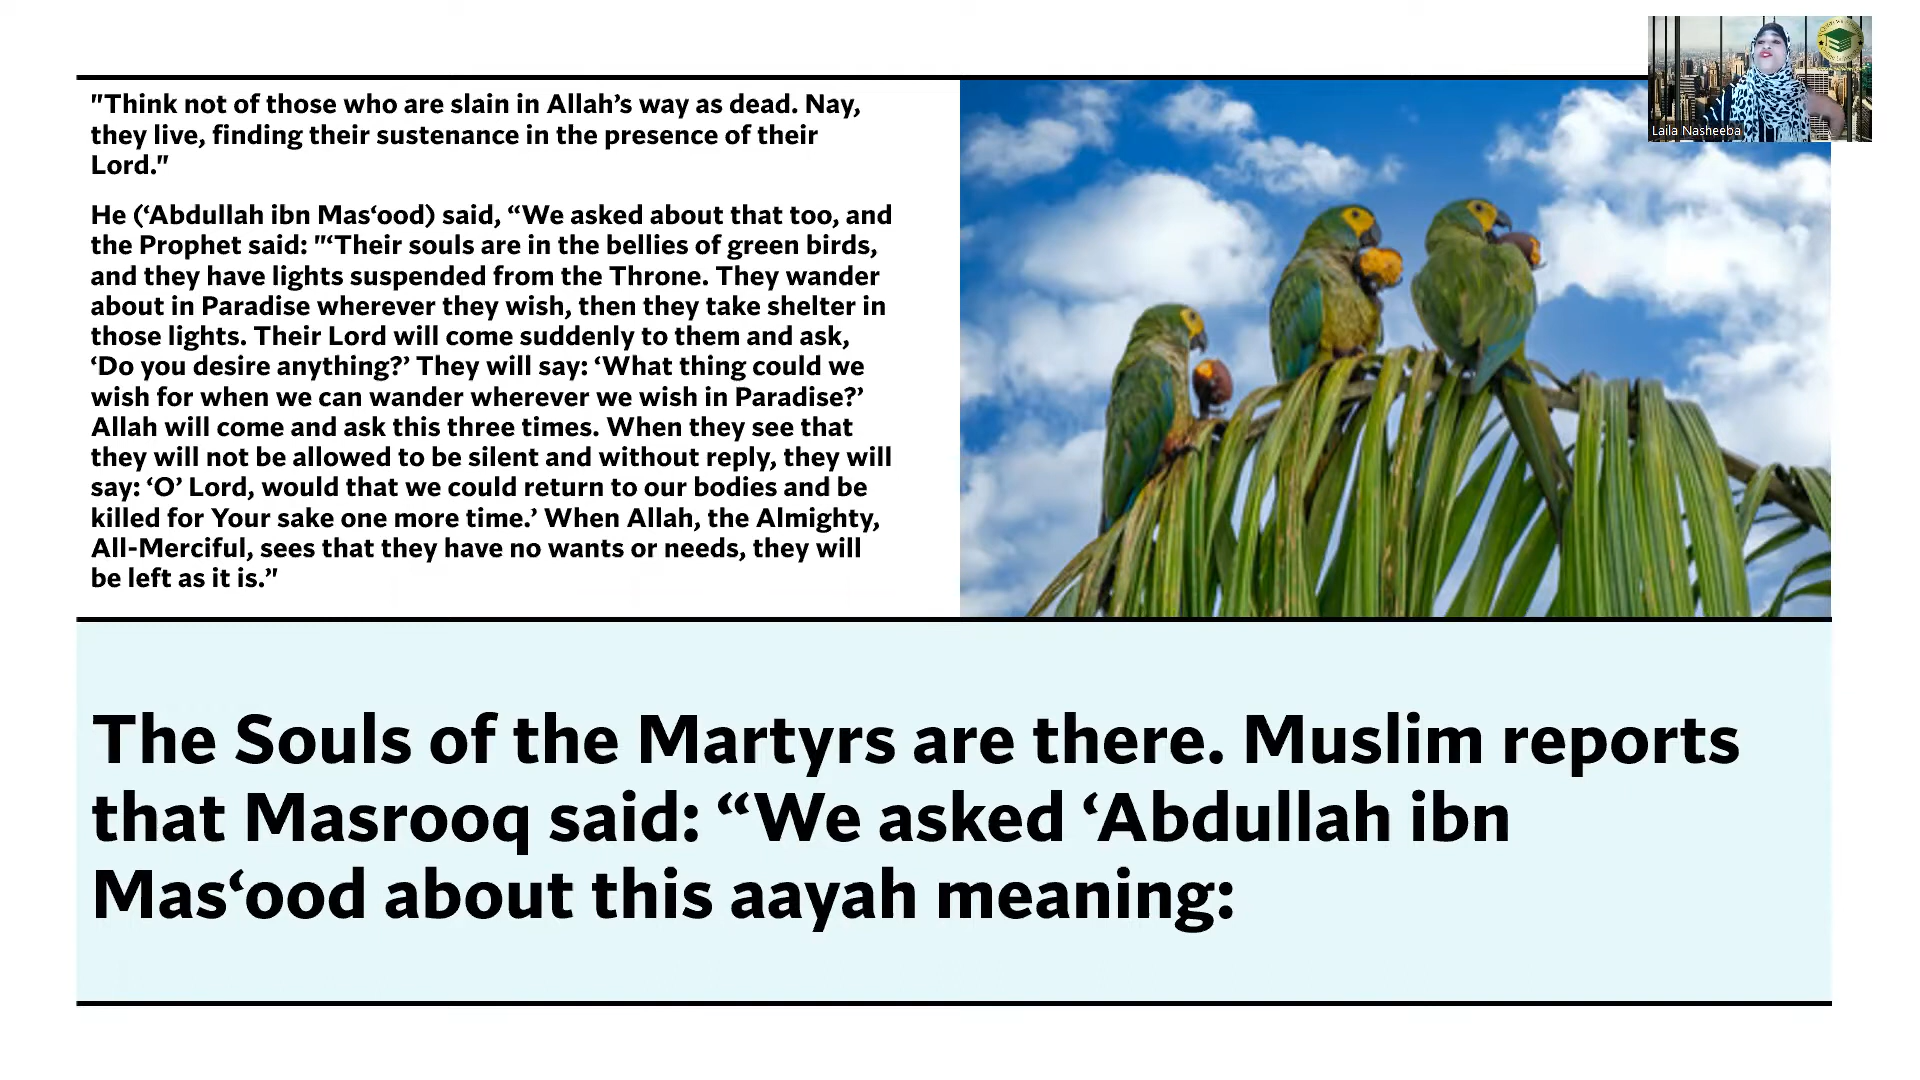 "Think not of those who are slain in Allah’s way as dead. Nay,
they live, finding their sustenance in the presence of their
Lord."
He (‘Abdullah ibn Mas‘ood) said, “We asked about that too, and
the Prophet said: "‘Their souls are in the bellies of green birds,
and they have lights suspended from the Throne. They wander
about in Paradise wherever they wish, then they take shelter in
those lights. Their Lord will come suddenly to them and ask,
‘Do you desire anything?’ They will say: ‘What thing could we
wish for when we can wander wherever we wish in Paradise?’
Allah will come and ask this three times. When they see that
they will not be allowed to be silent and without reply, they will
say: ‘O’ Lord, would that we could return to our bodies and be
killed for Your sake one more time.’ When Allah, the Almighty,
All-Merciful, sees that they have no wants or needs, they will
be left as it is.”
Laila Nasheeba
The Souls of the Martyrs are there. Muslim reports
that Masrooq said: “We asked ‘Abdullah ibn
Mas‘ood about this aayah meaning: